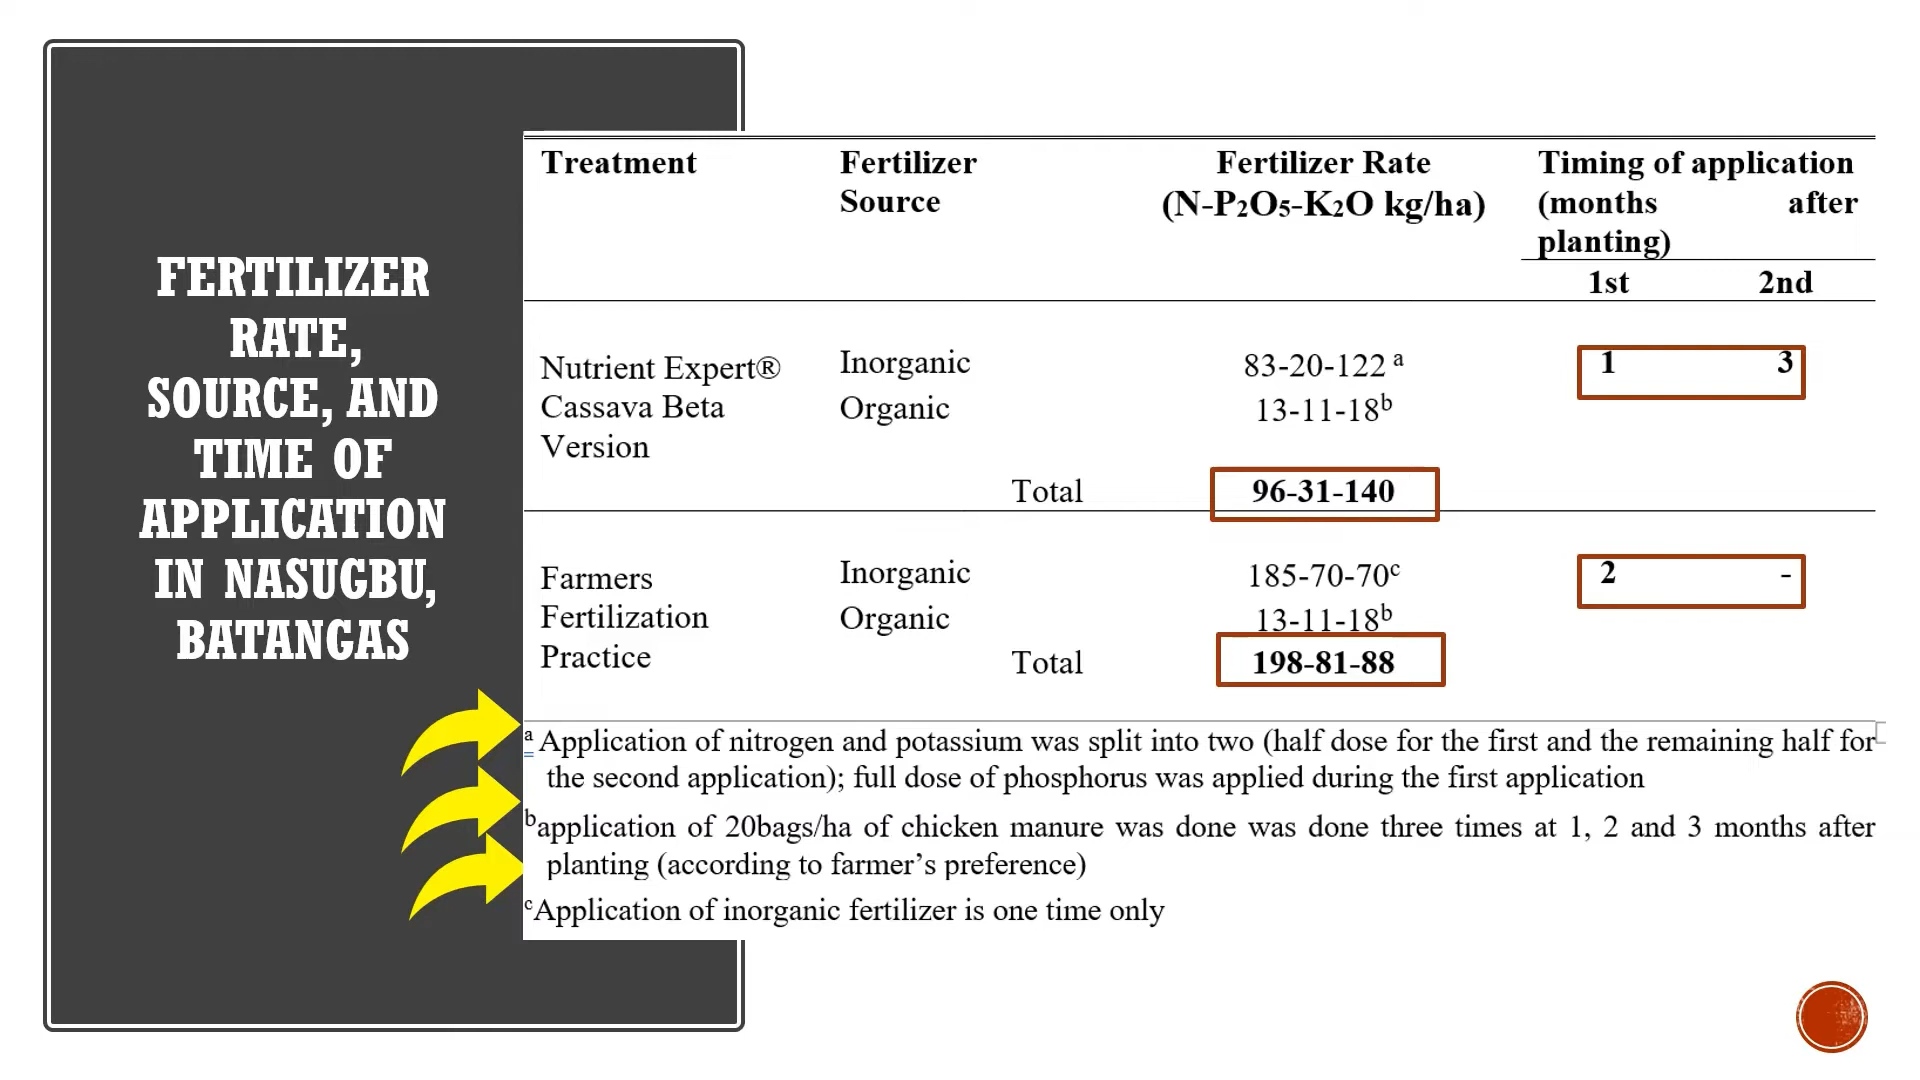 FERTILIZER
RATE,
SOURCE, AND
TIME OF
APPLICATION
IN NASUGBU,
BATANGAS
Treatment Fertilizer Source Fertilizer Rate (N-P₂O₅-K₂O kg/ha) Timing of application (months after planting)
1st 2nd
Nutrient Expert® Inorganic 83-20-122 ᵃ 1 3
Cassava Beta Organic 13-11-18ᵇ
Version
Total 96-31-140
Farmers Inorganic 185-70-70ᶜ 2 -
Fertilization Organic 13-11-18ᵇ
Practice Total 198-81-88
ᵃ Application of nitrogen and potassium was split into two (half dose for the first and the remaining half for
the second application); full dose of phosphorus was applied during the first application
ᵇapplication of 20bags/ha of chicken manure was done was done three times at 1, 2 and 3 months after
planting (according to farmer’s preference)
ᶜApplication of inorganic fertilizer is one time only